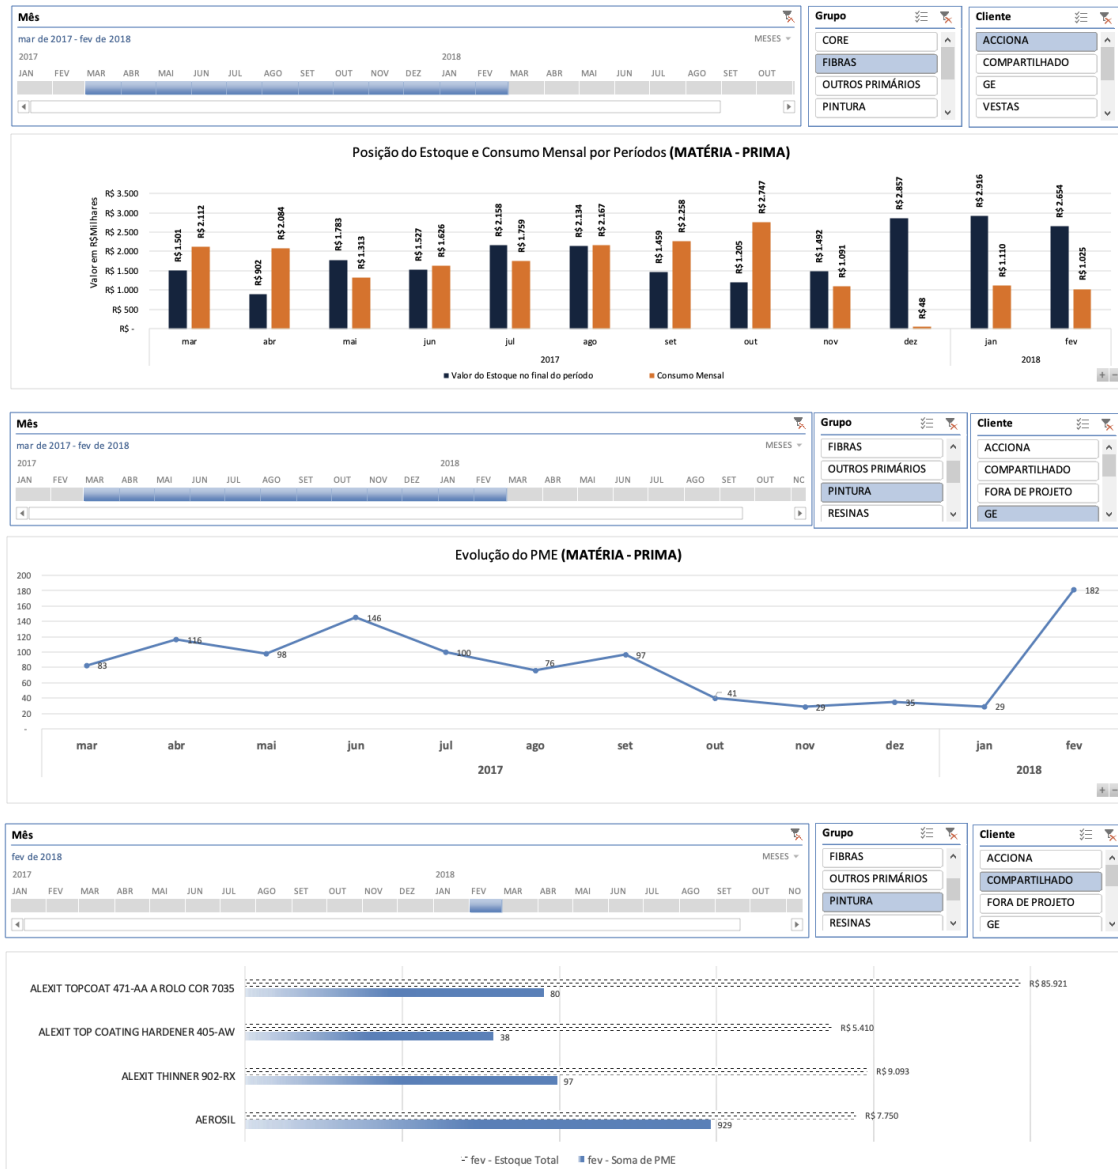 Mês
mar de 2017 - fev de 2018
MESES
2017 2018
JAN FEV MAR ABR MAI JUN JUL AGO SET OUT NOV DEZ JAN FEV MAR ABR MAI JUN JUL AGO SET OUT
Grupo
CORE
FIBRAS
OUTROS PRIMÁRIOS
PINTURA
Cliente
ACCIONA
COMPARTILHADO
GE
VESTAS
Posição do Estoque e Consumo Mensal por Períodos (MATÉRIA - PRIMA)
Valor em R$Milhares
R$ 3.500
R$ 3.000
R$ 2.500
R$ 2.000
R$ 1.500
R$ 1.000
R$ 500
R$ -
R$ 1.501 R$ 2.112 R$ 902 R$ 2.084 R$ 1.783 R$ 1.313 R$ 1.527 R$ 1.626 R$ 2.158 R$ 1.759 R$ 2.134 R$ 2.167 R$ 1.459 R$ 2.258 R$ 1.205 R$ 2.747 R$ 1.492 R$ 1.091 R$ 2.857 R$ 48 R$ 2.916 R$ 1.110 R$ 2.654 R$ 1.025
mar abr mai jun jul ago set out nov dez jan fev
2017 2018
Valor do Estoque no final do período Consumo Mensal
Mês
mar de 2017 - fev de 2018
MESES
2017 2018
JAN FEV MAR ABR MAI JUN JUL AGO SET OUT NOV DEZ JAN FEV MAR ABR MAI JUN JUL AGO SET OUT NC
Grupo
FIBRAS
OUTROS PRIMÁRIOS
PINTURA
RESINAS
Cliente
ACCIONA
COMPARTILHADO
FORA DE PROJETO
GE
Evolução do PME (MATÉRIA - PRIMA)
200
180
160
140
120
100
80
60
40
20
-
83 116 98 146 100 76 97 41 29 35 29 182
mar abr mai jun jul ago set out nov dez jan fev
2017 2018
Mês
fev de 2018
MESES
2017 2018
JAN FEV MAR ABR MAI JUN JUL AGO SET OUT NOV DEZ JAN FEV MAR ABR MAI JUN JUL AGO SET OUT NO
Grupo
FIBRAS
OUTROS PRIMÁRIOS
PINTURA
RESINAS
Cliente
ACCIONA
COMPARTILHADO
FORA DE PROJETO
GE
ALEXIT TOPCOAT 471-AA A ROLO COR 7035
R$ 85.921
80
ALEXIT TOP COATING HARDENER 405-AW
R$ 5.410
38
ALEXIT THINNER 902-RX
R$ 9.093
97
AEROSIL
R$ 7.750
929
fev - Estoque Total fev - Soma de PME